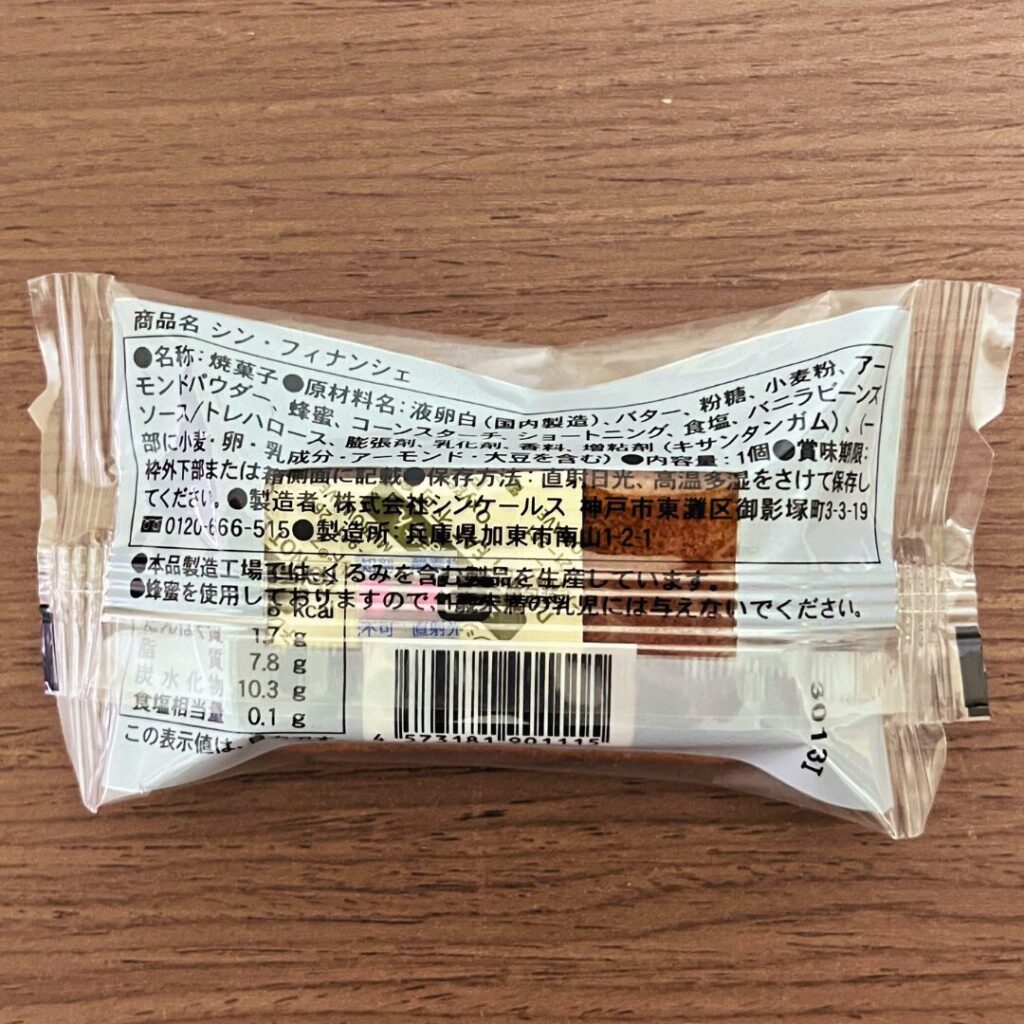 商品名 シン・フィナンシェ
●名称：焼菓子●原材料名：液卵白(国内製造)、バター、粉糖、小麦粉、アー
モンドパウダー、蜂蜜、コーンスターチ、ショートニング、食塩、バニラビーンズ
ソース/トレハロース、膨張剤、乳化剤、香料、増粘剤(キサンタンガム)、(一
部に小麦・卵・乳成分・アーモンド・大豆を含む)●内容量：1個●賞味期限：
枠外下部または箱側面に記載●保存方法：直射日光、高温多湿をさけて保存し
てください。●製造者：株式会社シンケールス 神戸市東灘区御影塚町3-3-19
0120-666-515●製造所：兵庫県加東市南山1-2-1
●本品製造工場では、くるみを含む製品を生産しています。
●蜂蜜を使用しておりますので、1歳未満の乳児には与えないでください。
kcal
たんぱく質 1.7 g
脂 質 7.8 g
炭水化物 10.3 g
食塩相当量 0.1 g
この表示値は、
不可 直射
4 573181 901115
3013I